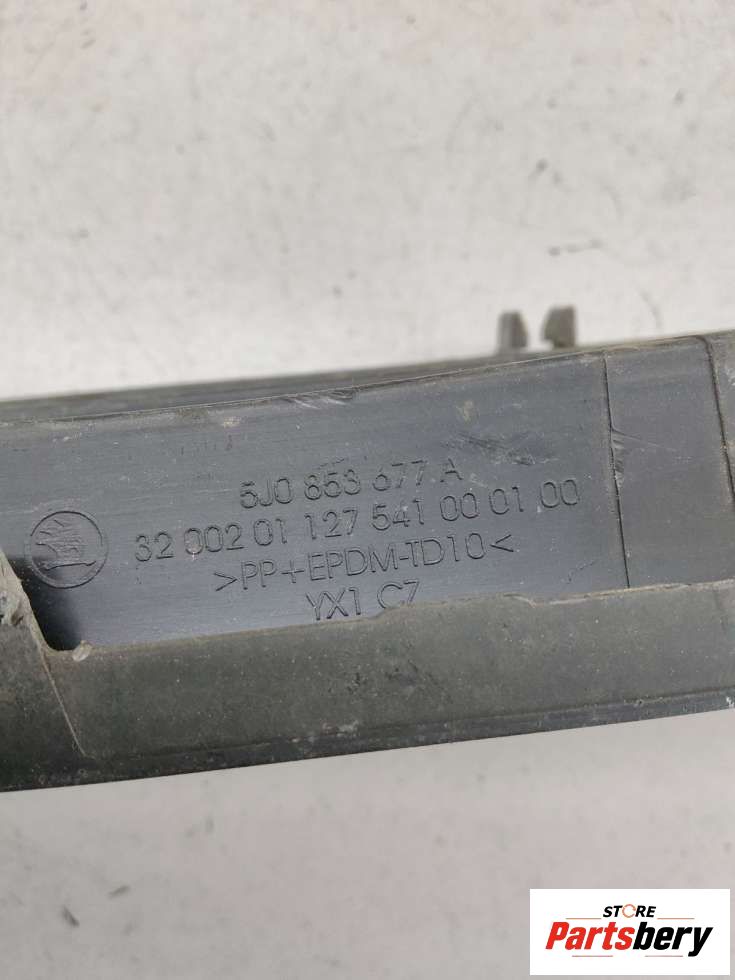 5J0 853 677 A
32 002 01 127 541 00 01 00
>PP+EPDM-TD10<
YX1 C7
STORE
Partsbery